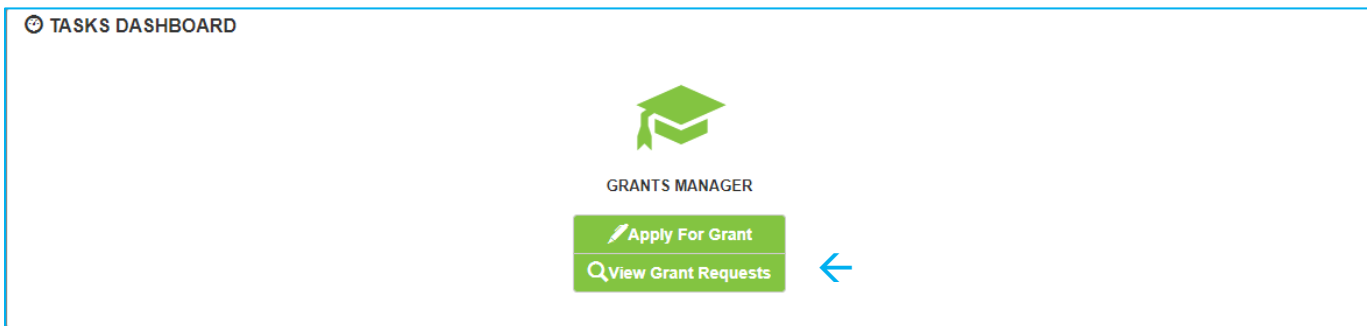 TASKS DASHBOARD
GRANTS MANAGER
Apply For Grant
View Grant Requests